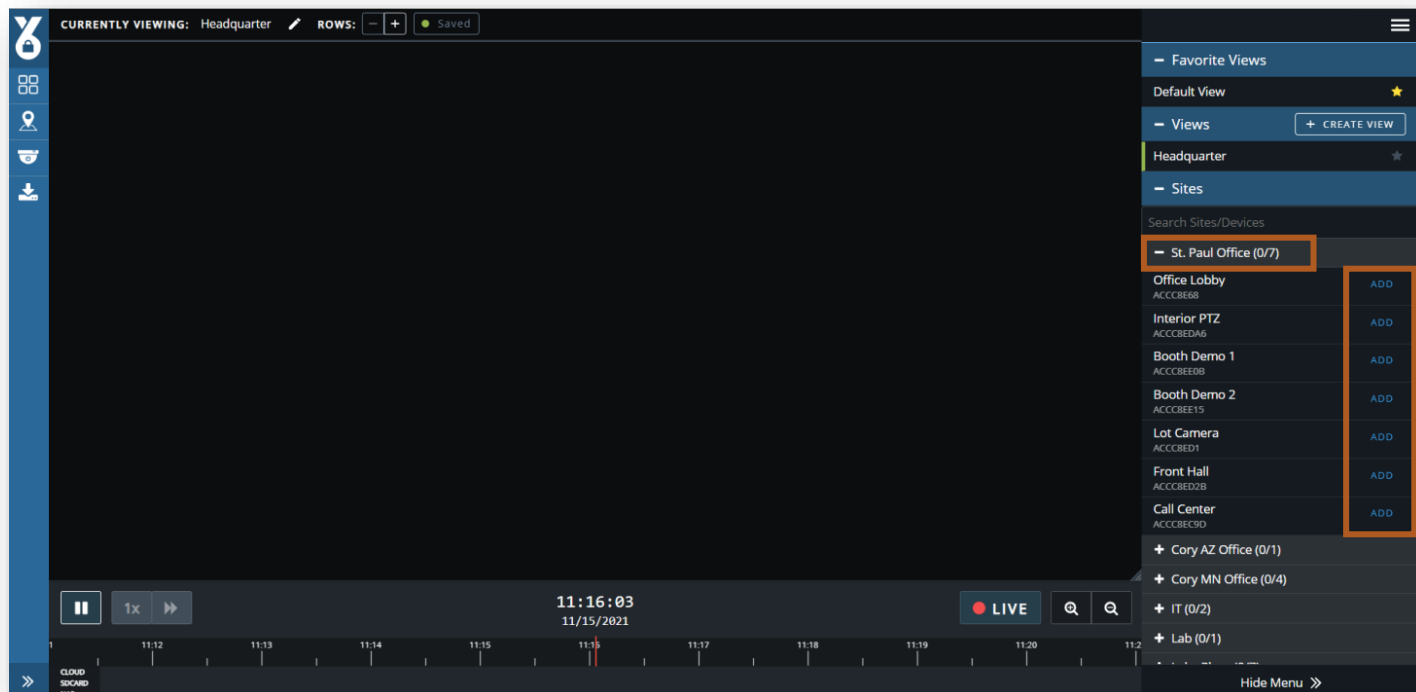 CURRENTLY VIEWING: Headquarter ROWS: − + Saved
− Favorite Views
Default View
− Views + CREATE VIEW
Headquarter
− Sites
Search Sites/Devices
− St. Paul Office (0/7)
Office Lobby ADD
ACCC8E68
Interior PTZ ADD
ACCC8EDA6
Booth Demo 1 ADD
ACCC8EE0B
Booth Demo 2 ADD
ACCC8EE15
Lot Camera ADD
ACCC8ED1
Front Hall ADD
ACCC8ED2B
Call Center ADD
ACCC8EC9D
+ Cory AZ Office (0/1)
+ Cory MN Office (0/4)
+ IT (0/2)
+ Lab (0/1)
1x 11:16:03 LIVE
11/15/2021
11:12 11:13 11:14 11:15 11:16 11:17 11:18 11:19 11:20
CLOUD
SDCARD
Hide Menu